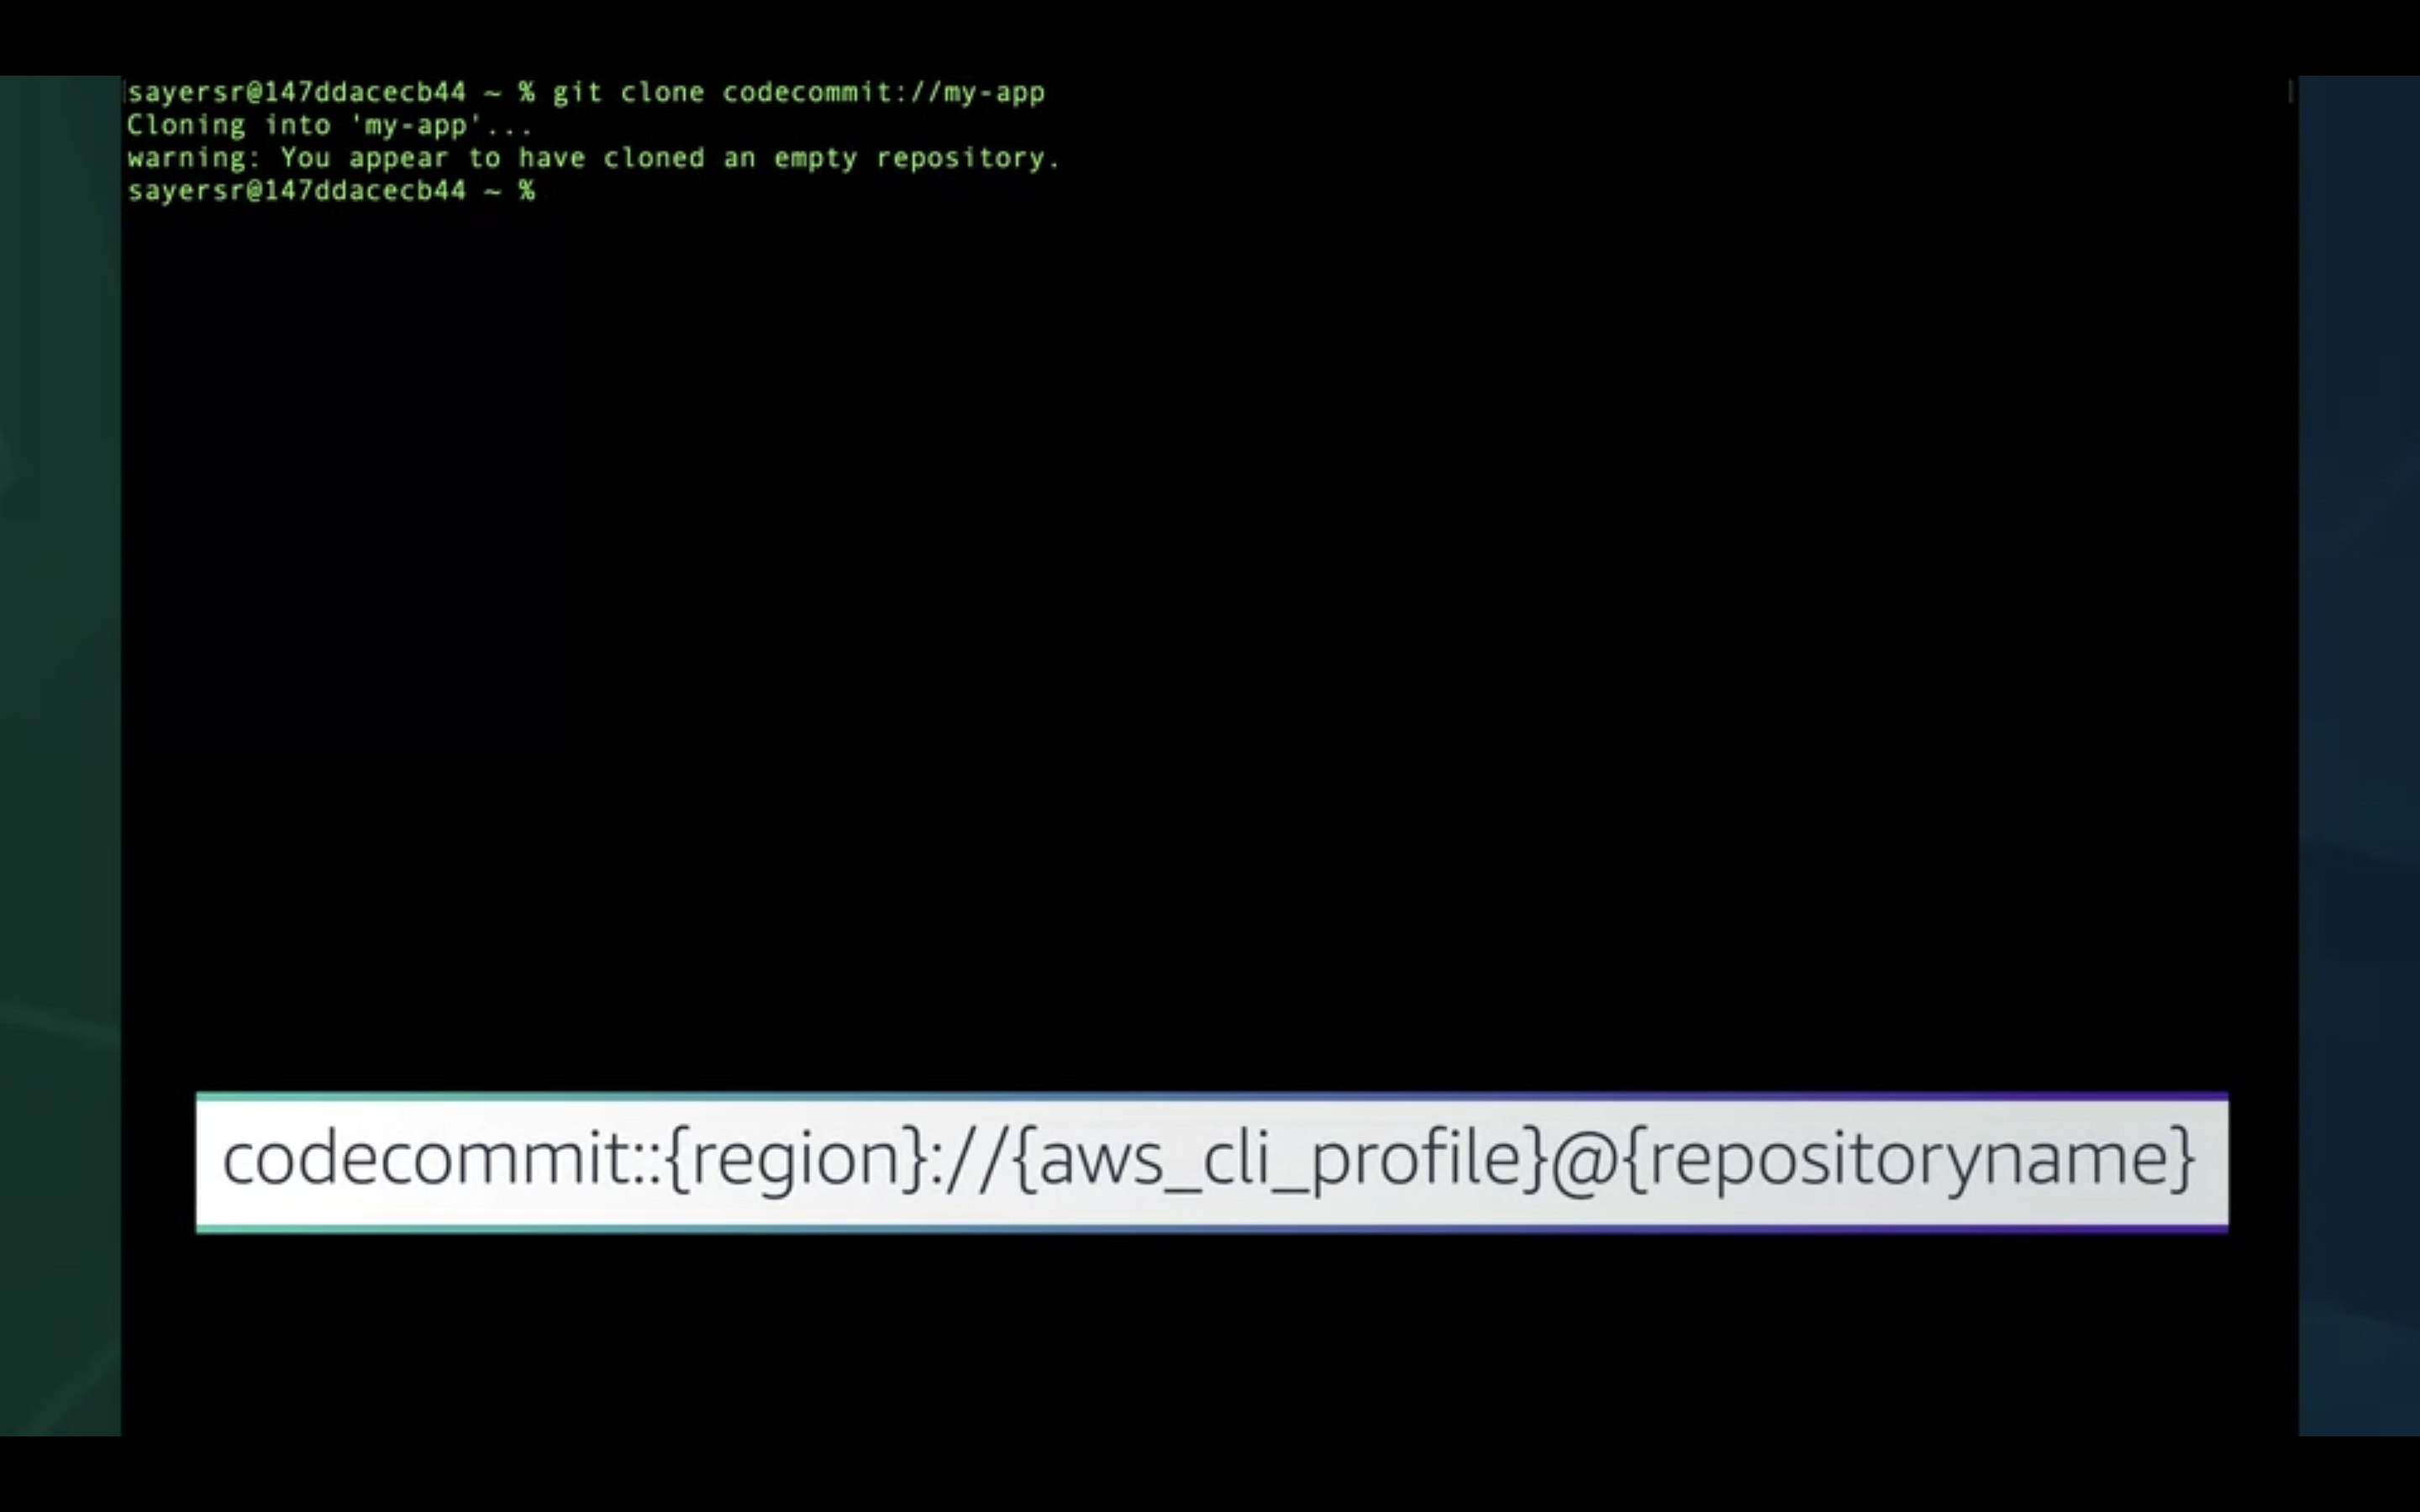 sayersr@147ddacecb44 ~ % git clone codecommit://my-app
Cloning into 'my-app'...
warning: You appear to have cloned an empty repository.
sayersr@147ddacecb44 ~ %
codecommit::{region}://{aws_cli_profile}@{repositoryname}